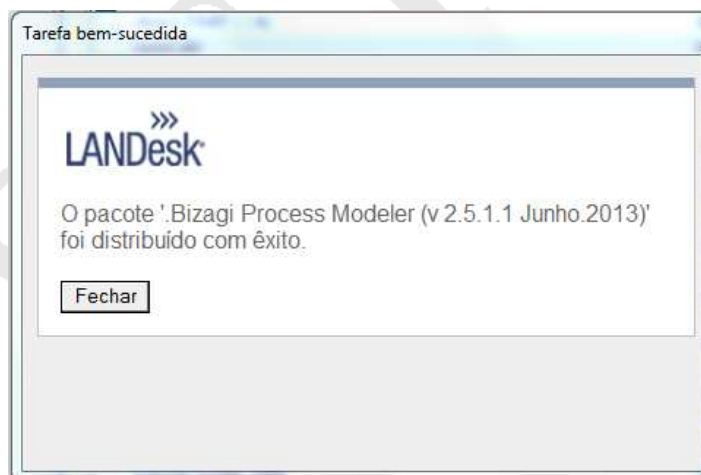 Tarefa bem-sucedida
LANDesk
O pacote '.Bizagi Process Modeler (v 2.5.1.1 Junho.2013)'
foi distribuído com êxito.
Fechar